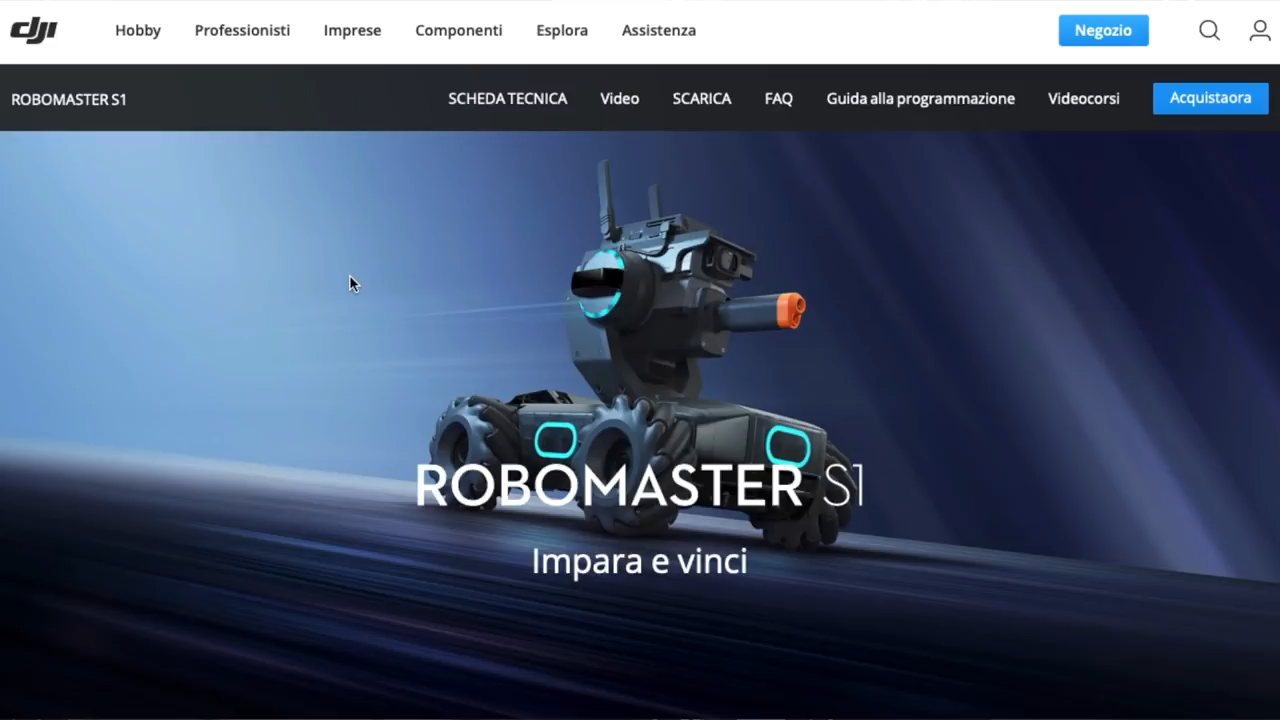 dji Hobby Professionisti Imprese Componenti Esplora Assistenza Negozio
ROBOMASTER S1 SCHEDA TECNICA Video SCARICA FAQ Guida alla programmazione Videocorsi Acquistaora
ROBOMASTER S1
Impara e vinci